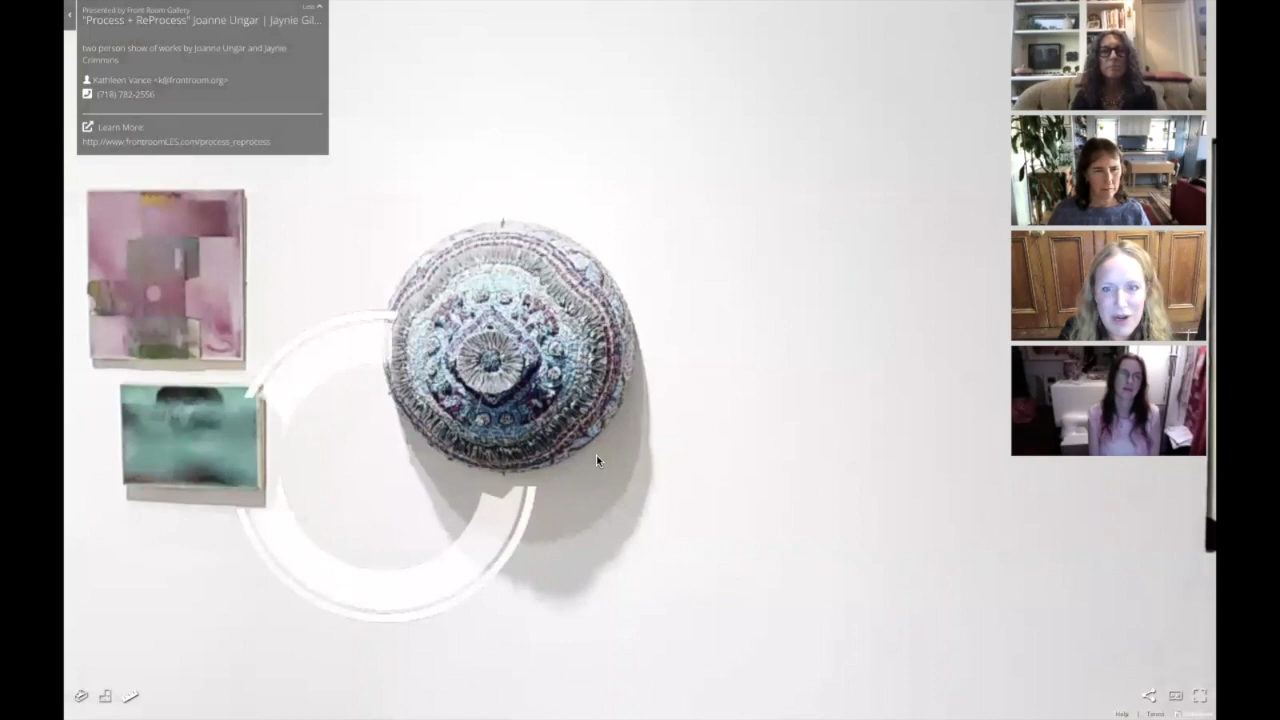 Presented by Front Room Gallery
Less
"Process + ReProcess" Joanne Ungar | Jaynie Gil...
two person show of works by Joanne Ungar and Jaynie
Crimmins
Kathleen Vance <k@frontroom.org>
(718) 782-2556
Learn More:
http://www.frontroomLES.com/process_reprocess
Help | Terms